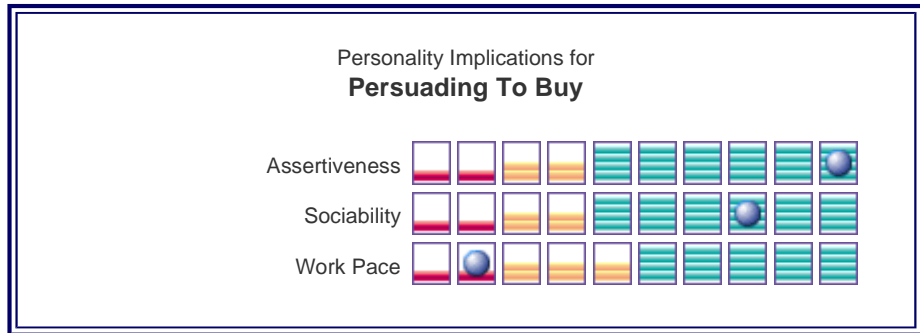 Personality Implications for
Persuading To Buy
Assertiveness
Sociability
Work Pace